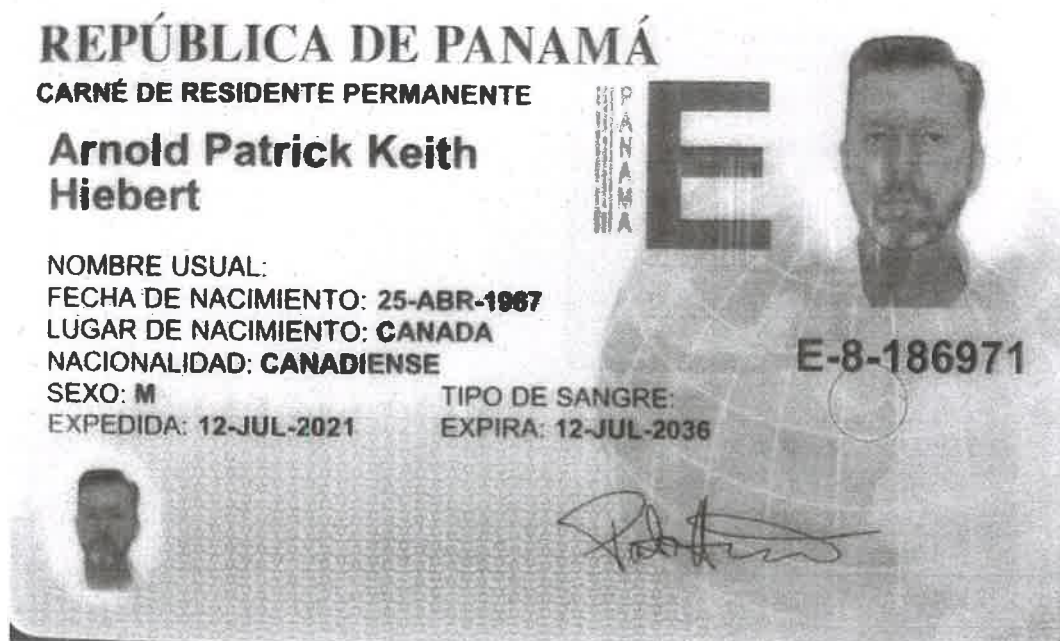 REPÚBLICA DE PANAMÁ
CARNÉ DE RESIDENTE PERMANENTE
PANAMA
E
Arnold Patrick Keith
Hiebert
NOMBRE USUAL:
FECHA DE NACIMIENTO: 25-ABR-1967
LUGAR DE NACIMIENTO: CANADA
NACIONALIDAD: CANADIENSE
E-8-186971
SEXO: M TIPO DE SANGRE:
EXPEDIDA: 12-JUL-2021 EXPIRA: 12-JUL-2036